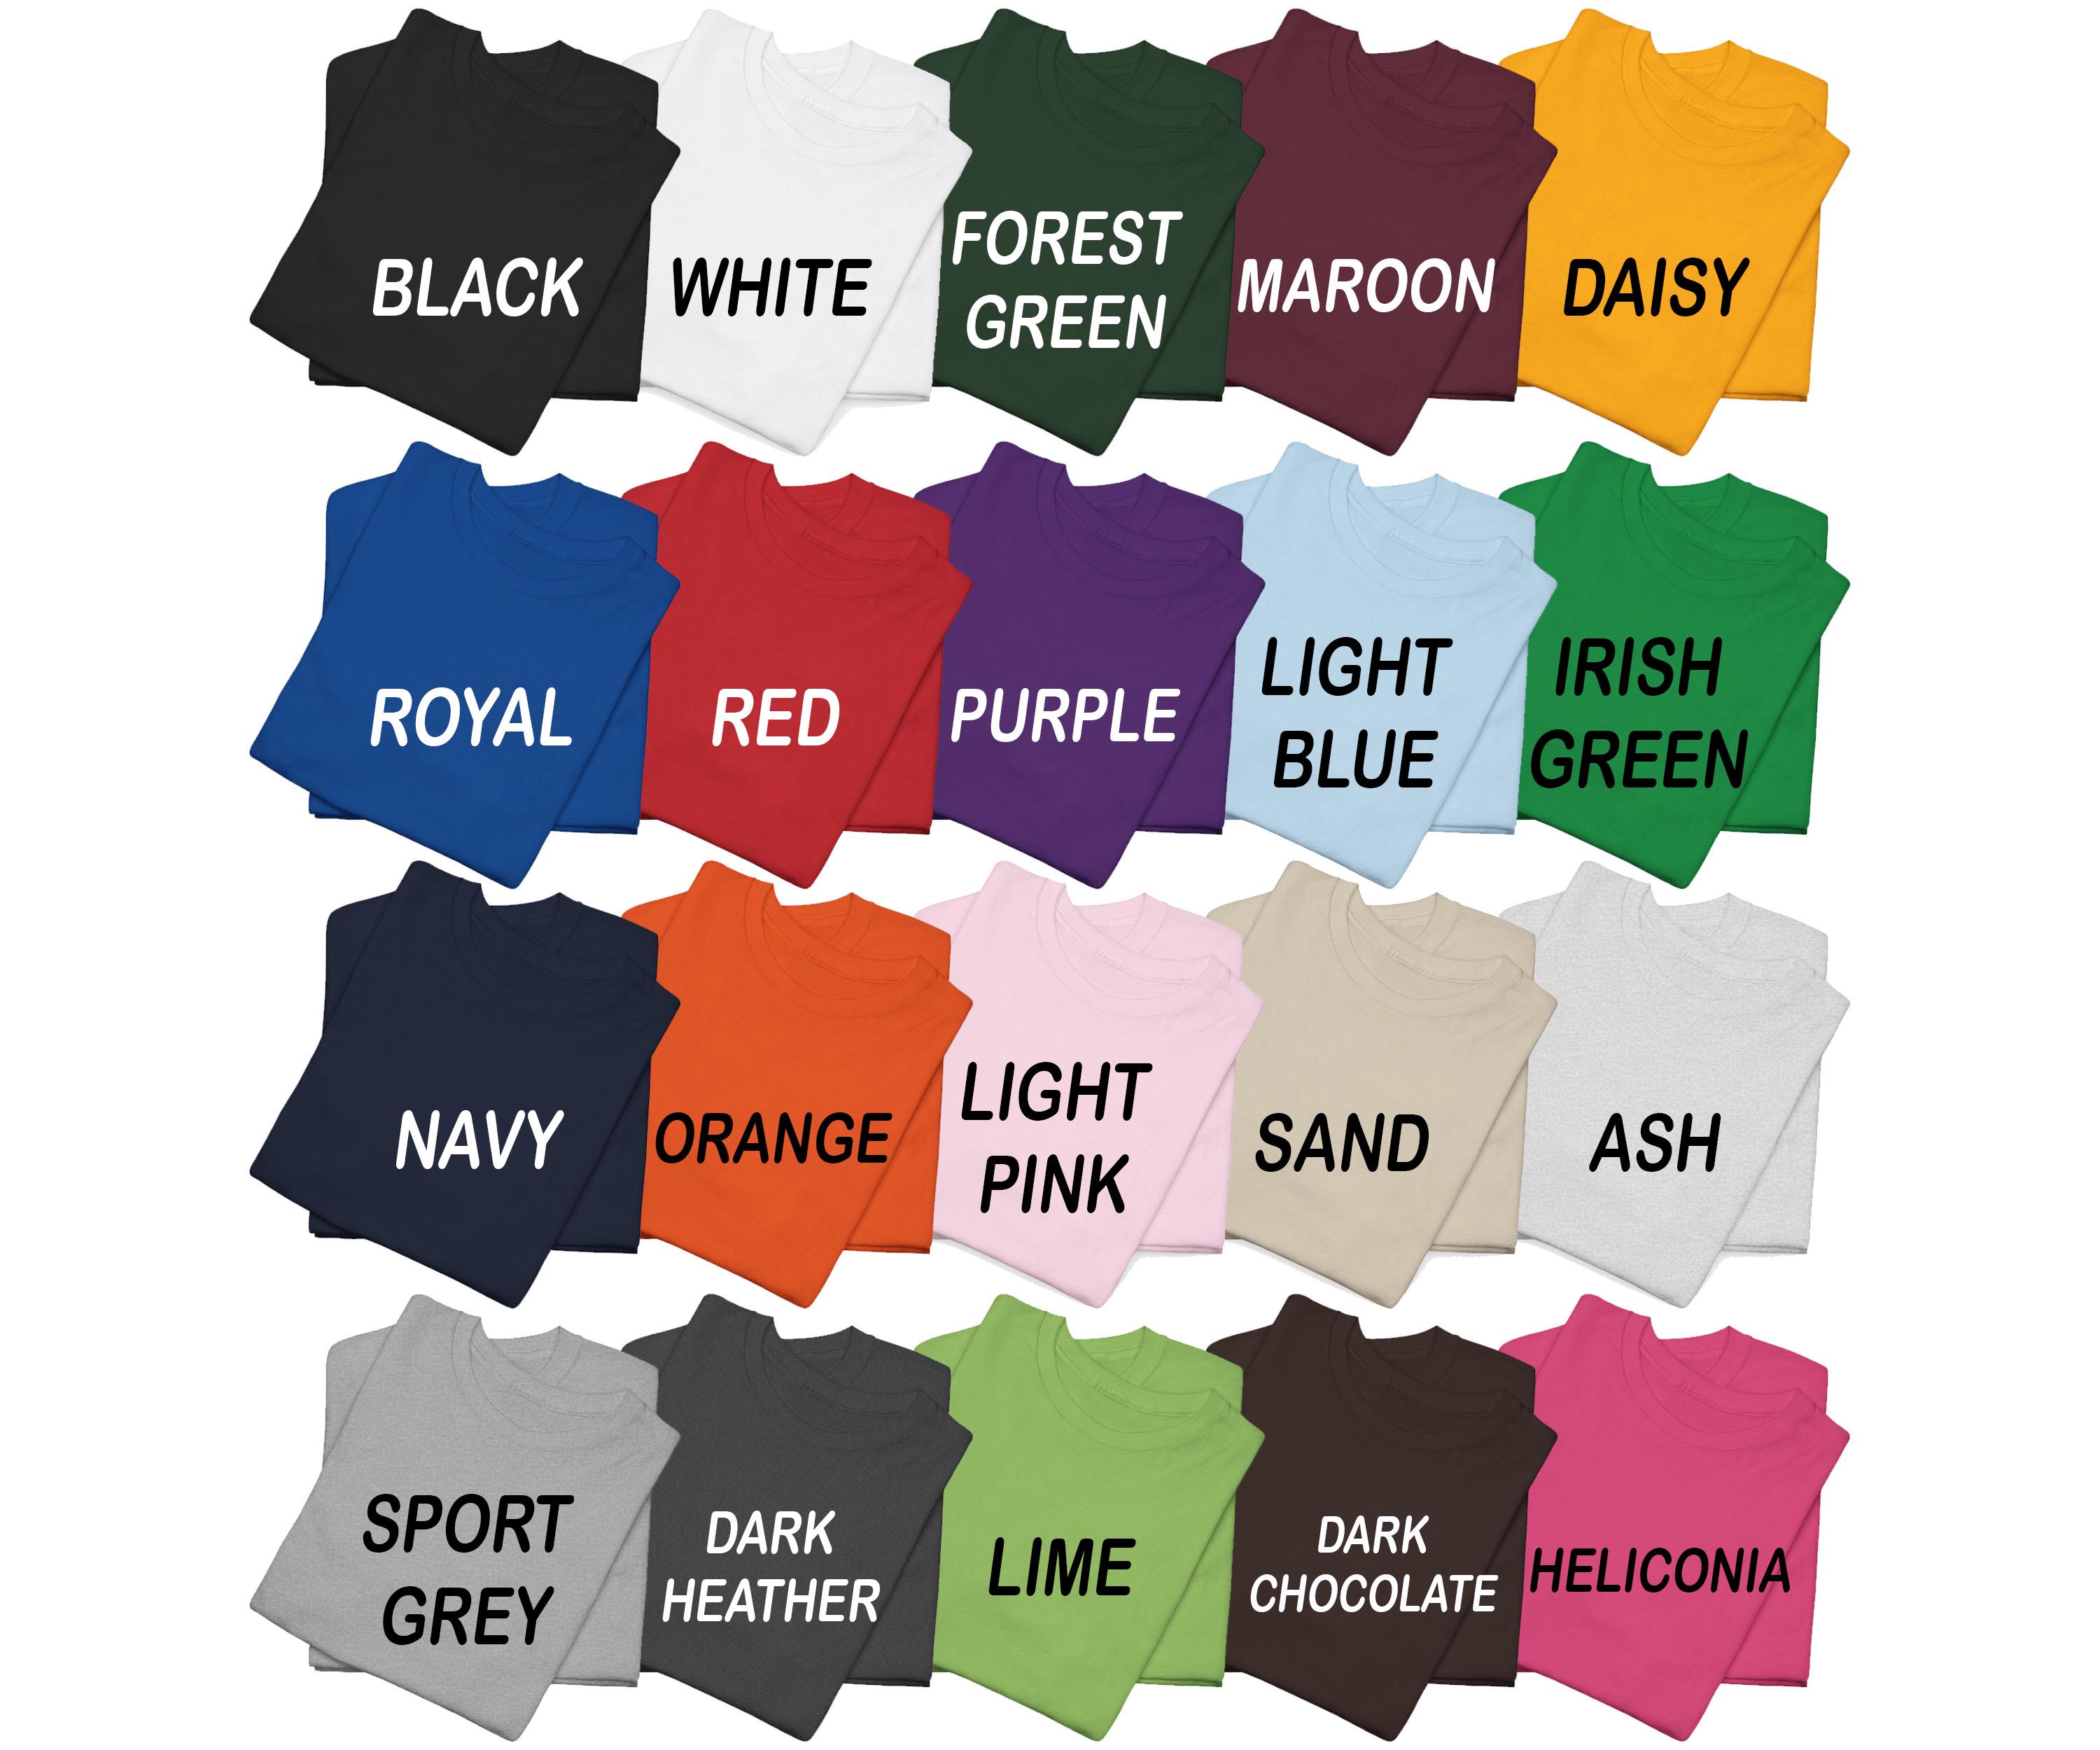 BLACK
WHITE
FOREST
GREEN
MAROON
DAISY
ROYAL
RED
PURPLE
LIGHT
BLUE
IRISH
GREEN
NAVY
ORANGE
LIGHT
PINK
SAND
ASH
SPORT
GREY
DARK
HEATHER
LIME
DARK
CHOCOLATE
HELICONIA